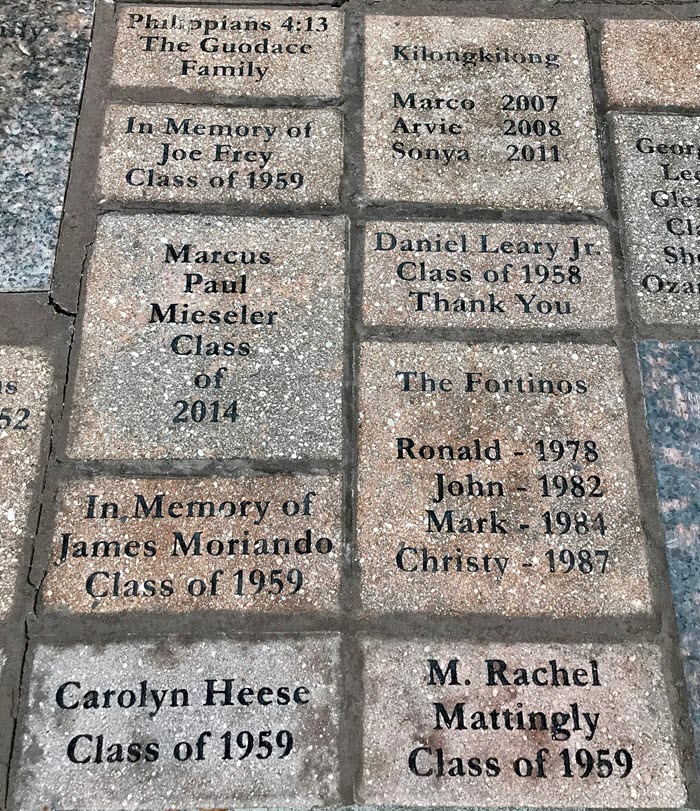 Philippians 4:13
The Guodace
Family
In Memory of
Joe Frey
Class of 1959
Marcus
Paul
Mieseler
Class
of
2014
In Memory of
James Moriando
Class of 1959
Carolyn Heese
Class of 1959
Kilongkilong
Marco 2007
Arvie 2008
Sonya 2011
Daniel Leary Jr.
Class of 1958
Thank You
The Fortinos
Ronald - 1978
John - 1982
Mark - 1984
Christy - 1987
M. Rachel
Mattingly
Class of 1959